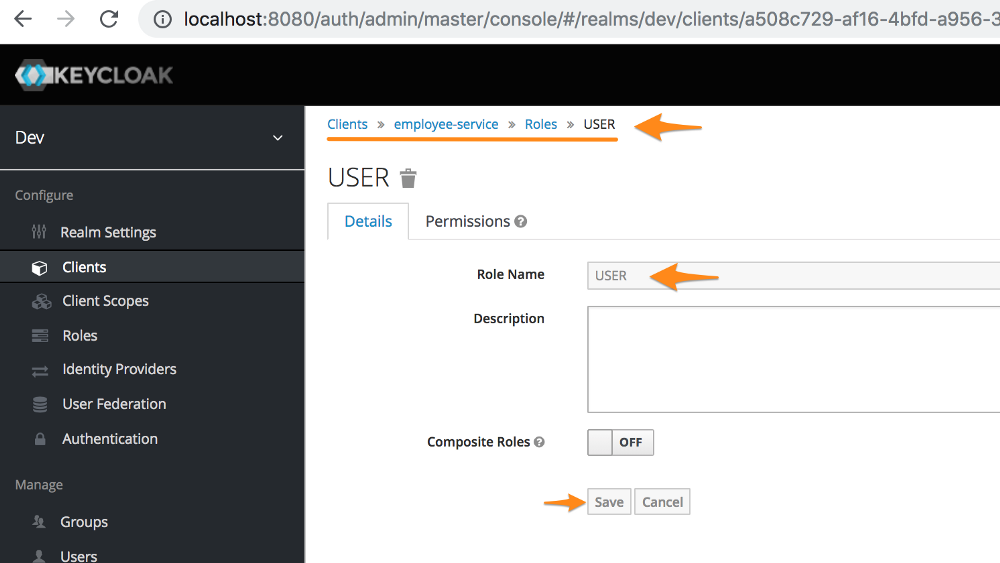 localhost:8080/auth/admin/master/console/#/realms/dev/clients/a508c729-af16-4bfd-a956-3
KEYCLOAK
Dev
Configure
Realm Settings
Clients
Client Scopes
Roles
Identity Providers
User Federation
Authentication
Manage
Groups
Users
Clients » employee-service » Roles » USER
USER
Details Permissions
Role Name USER
Description
Composite Roles OFF
Save Cancel